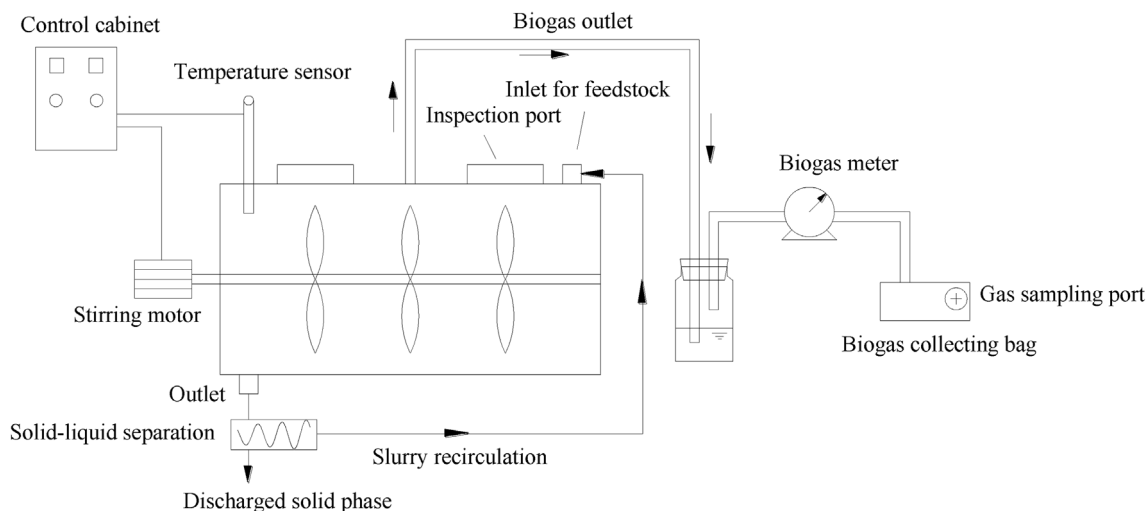 Control cabinet
Biogas outlet
Temperature sensor
Inlet for feedstock
Inspection port
Biogas meter
Stirring motor
Gas sampling port
Biogas collecting bag
Outlet
Solid-liquid separation
Slurry recirculation
Discharged solid phase